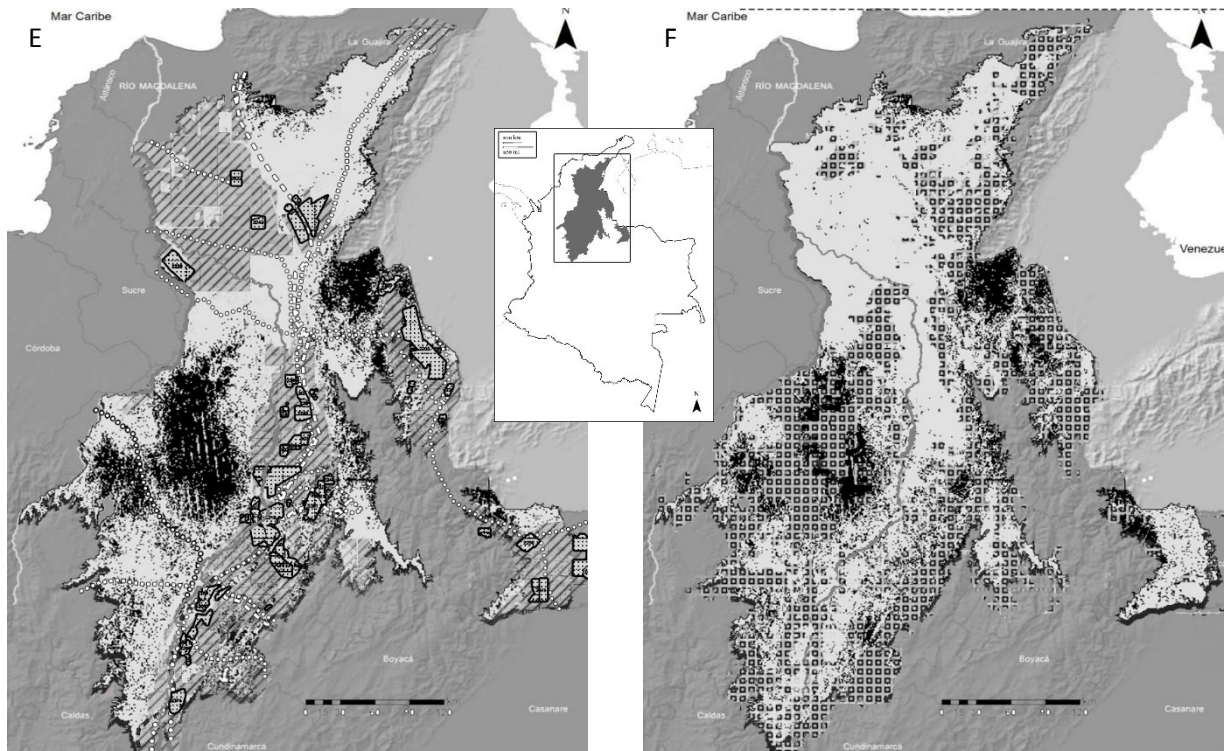 E
Mar Caribe
N
La Guajira
Atlántico
RÍO MAGDALENA
Sucre
Córdoba
Boyacá
Caldas
Casanare
Cundinamarca
N
F
Mar Caribe
N
La Guajira
Atlántico
RÍO MAGDALENA
Venezue
Sucre
Córdoba
Boyacá
Caldas
Casanare
Cundinamarca